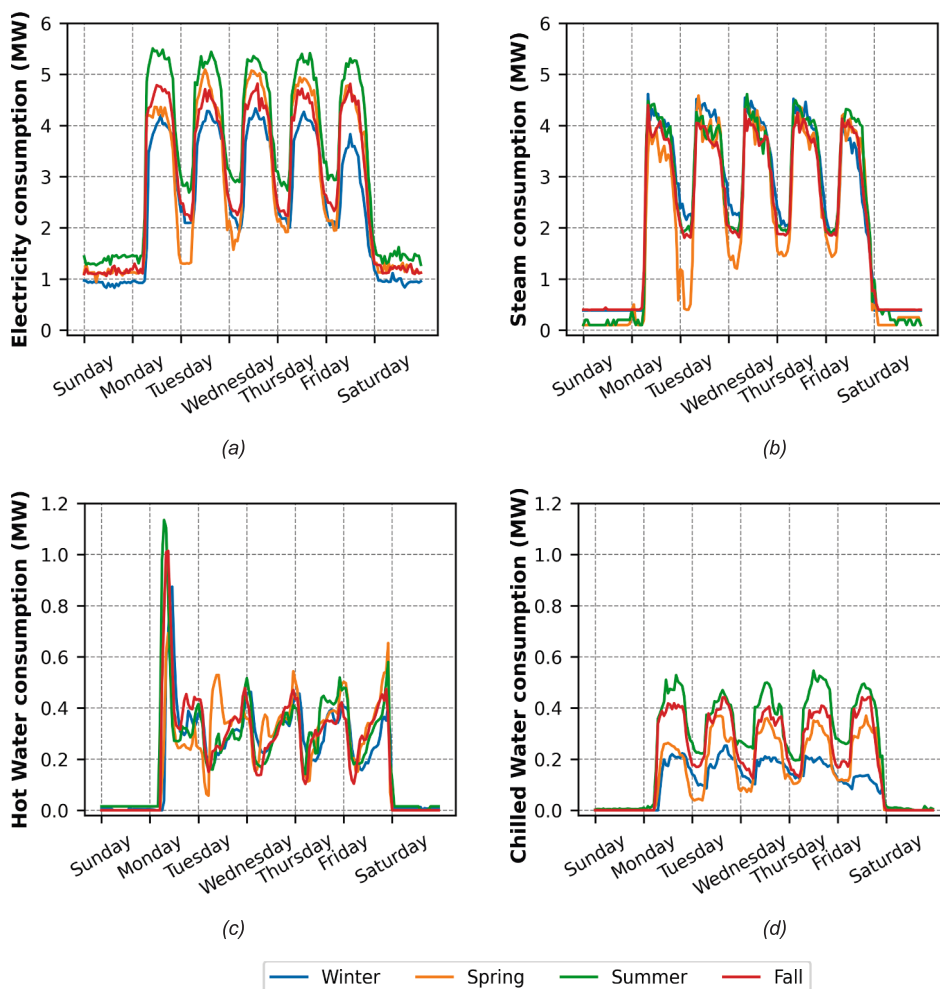 Electricity consumption (MW)
6
5
4
3
2
1
0
Sunday
Monday
Tuesday
Wednesday
Thursday
Friday
Saturday
(a)
Steam consumption (MW)
6
5
4
3
2
1
0
Sunday
Monday
Tuesday
Wednesday
Thursday
Friday
Saturday
(b)
Hot Water consumption (MW)
1.2
1.0
0.8
0.6
0.4
0.2
0.0
Sunday
Monday
Tuesday
Wednesday
Thursday
Friday
Saturday
(c)
Chilled Water consumption (MW)
1.2
1.0
0.8
0.6
0.4
0.2
0.0
Sunday
Monday
Tuesday
Wednesday
Thursday
Friday
Saturday
(d)
Winter Spring Summer Fall